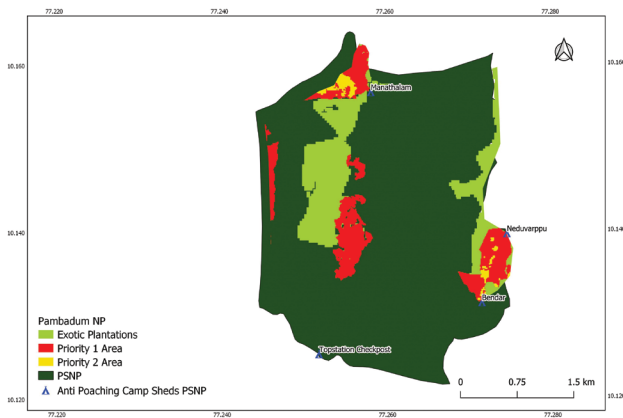 77.220 77.240 77.260 77.280
10.160 10.160
Manathalam
10.140 Neduvarppu 10.140
Bendar
Pambadum NP
Exotic Plantations
Priority 1 Area
Priority 2 Area
PSNP
Anti Poaching Camp Sheds PSNP
Topstation Checkpost
0 0.75 1.5 km
10.120 10.120
77.220 77.240 77.260 77.280